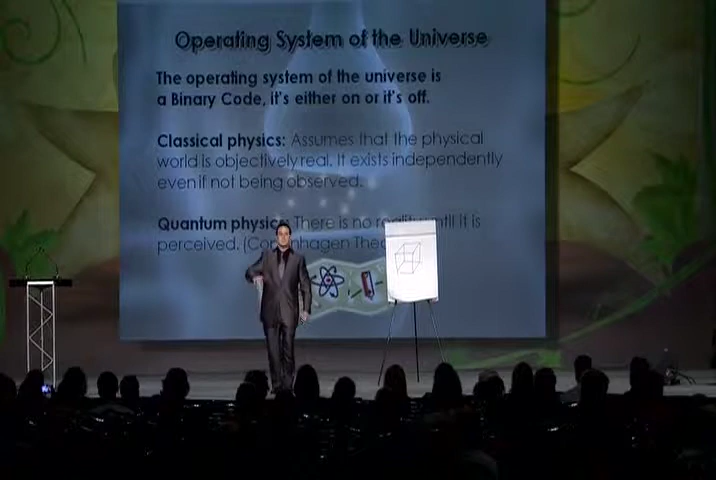 Operating System of the Universe
The operating system of the universe is
a Binary Code, it's either on or it's off.
Classical physics: Assumes that the physical
world is objectively real. It exists independently
even if not being observed.
Quantum physics: There is no reality until it is
perceived. (Copenhagen